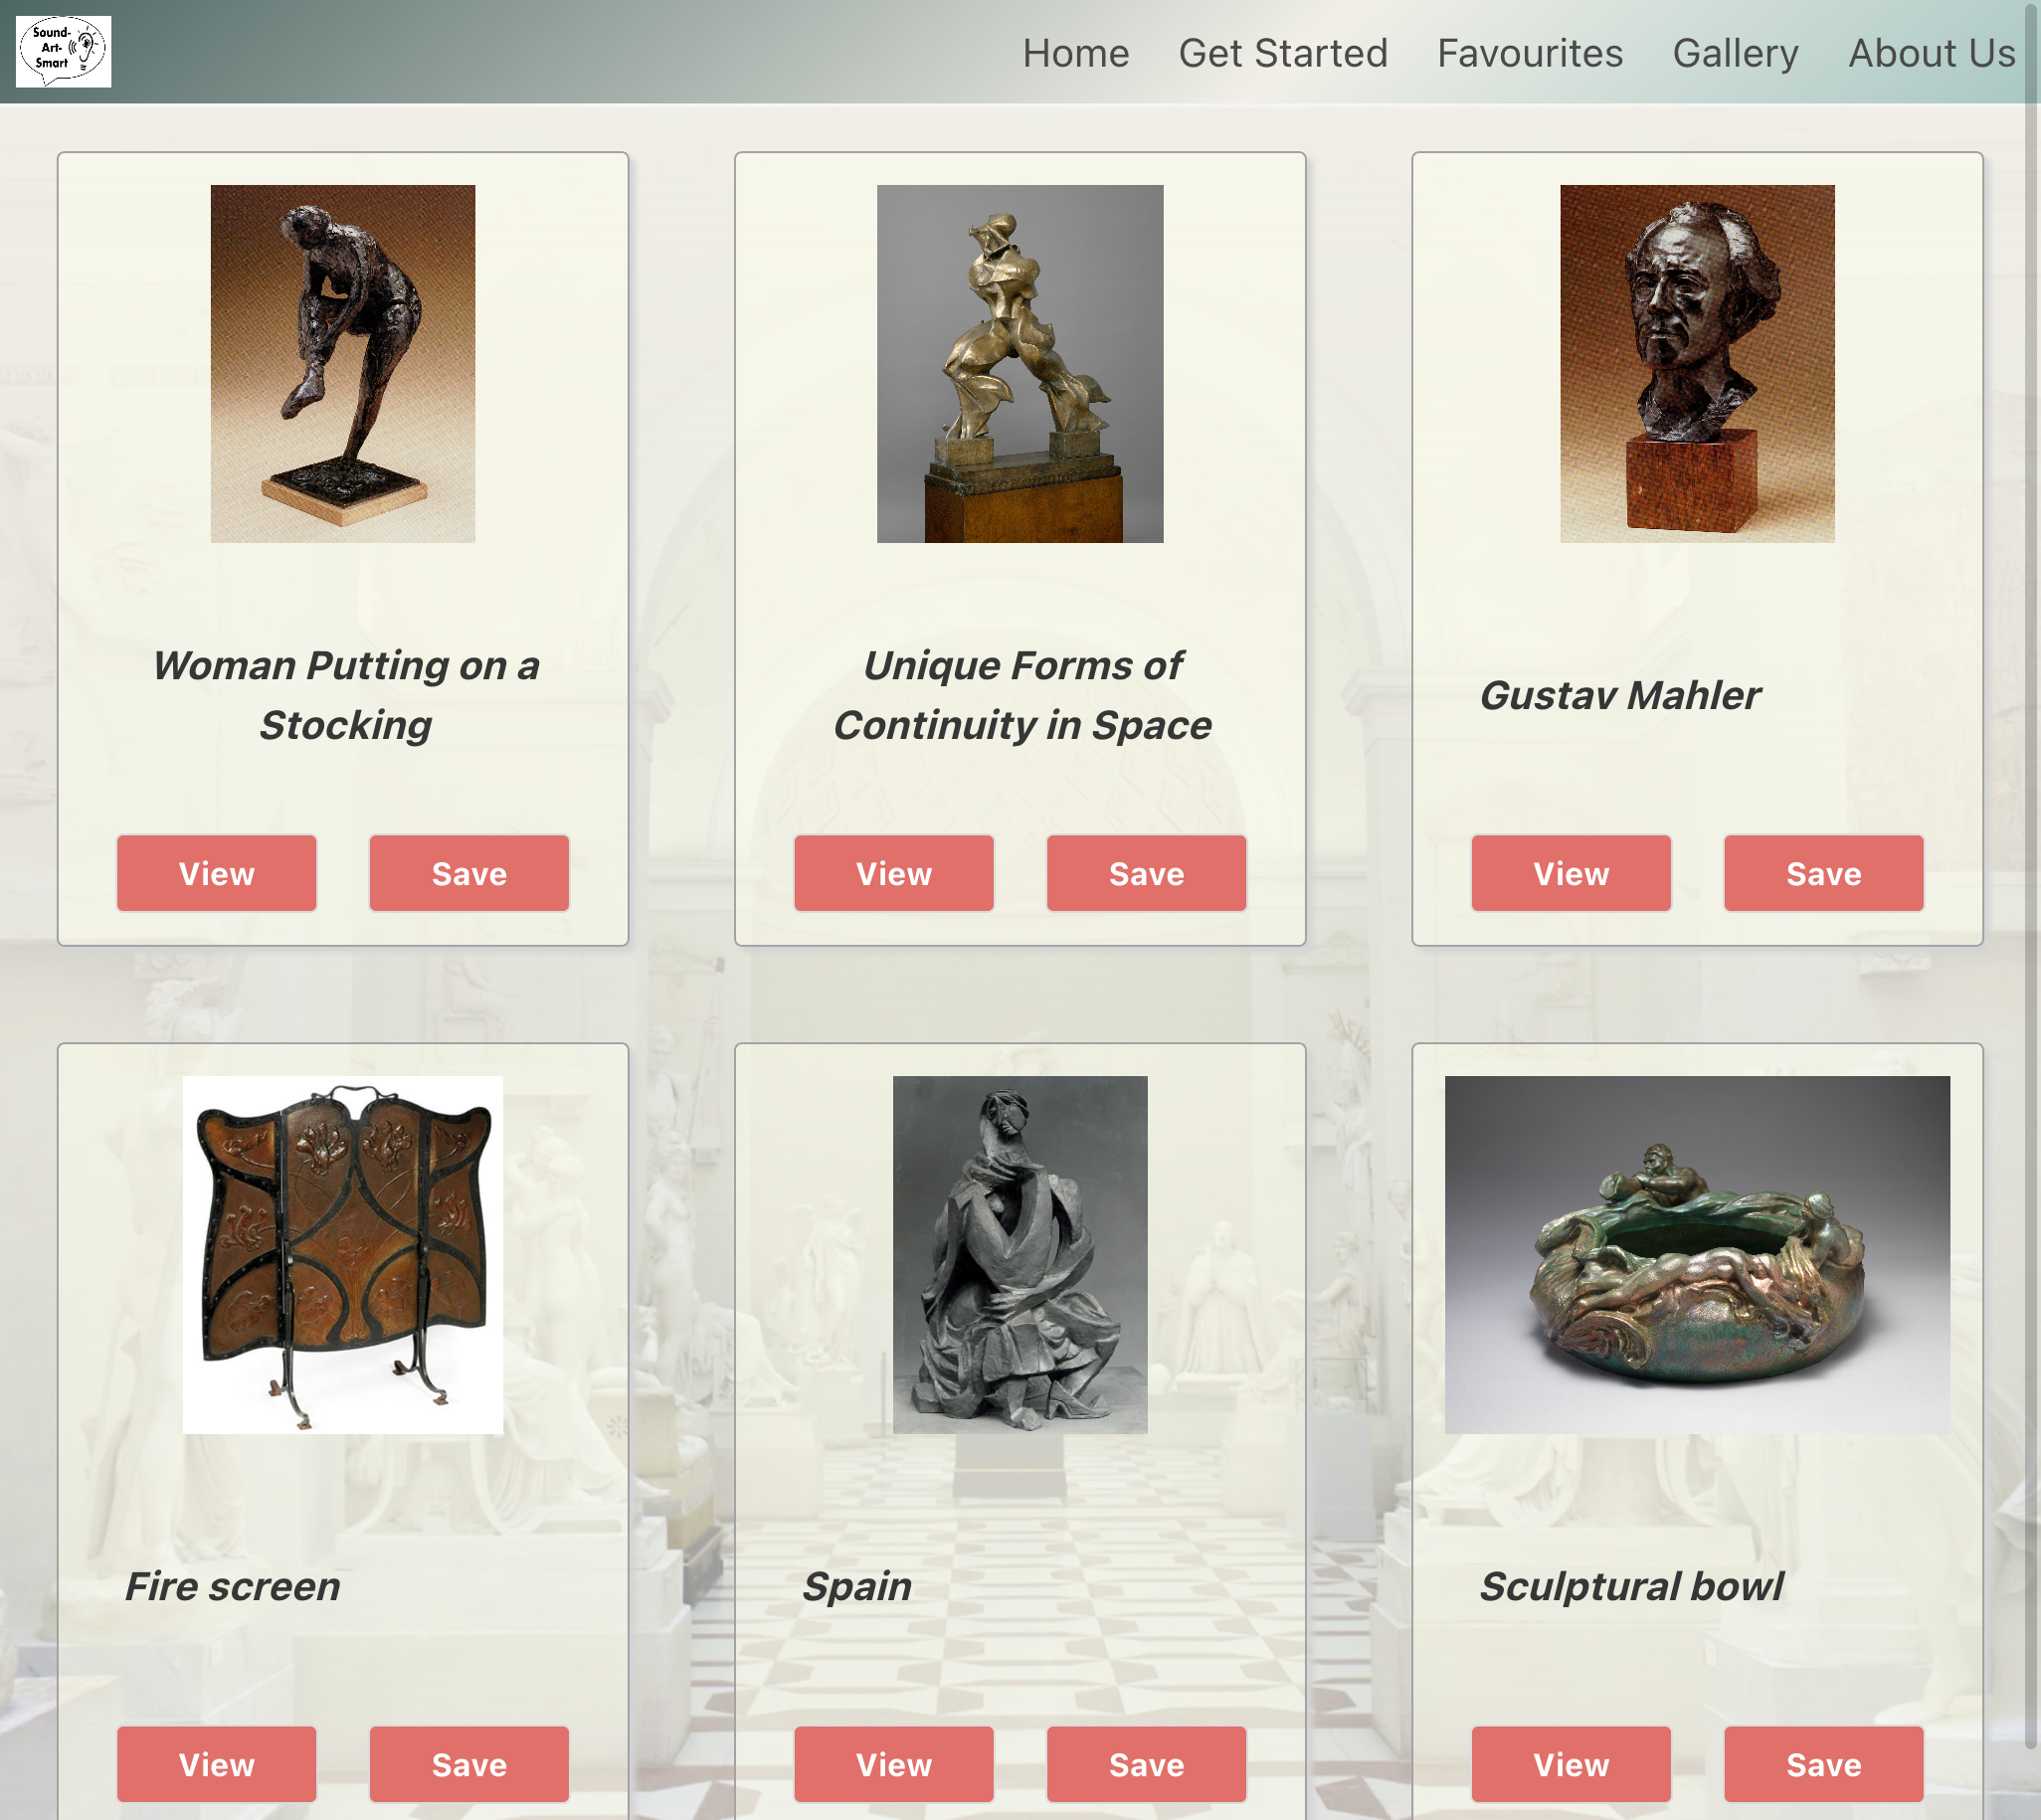 Sound-
Art-
Smart
Home Get Started Favourites Gallery About Us
Woman Putting on a
Stocking
Unique Forms of
Continuity in Space
Gustav Mahler
View Save
View Save
View Save
Fire screen
Spain
Sculptural bowl
View Save
View Save
View Save